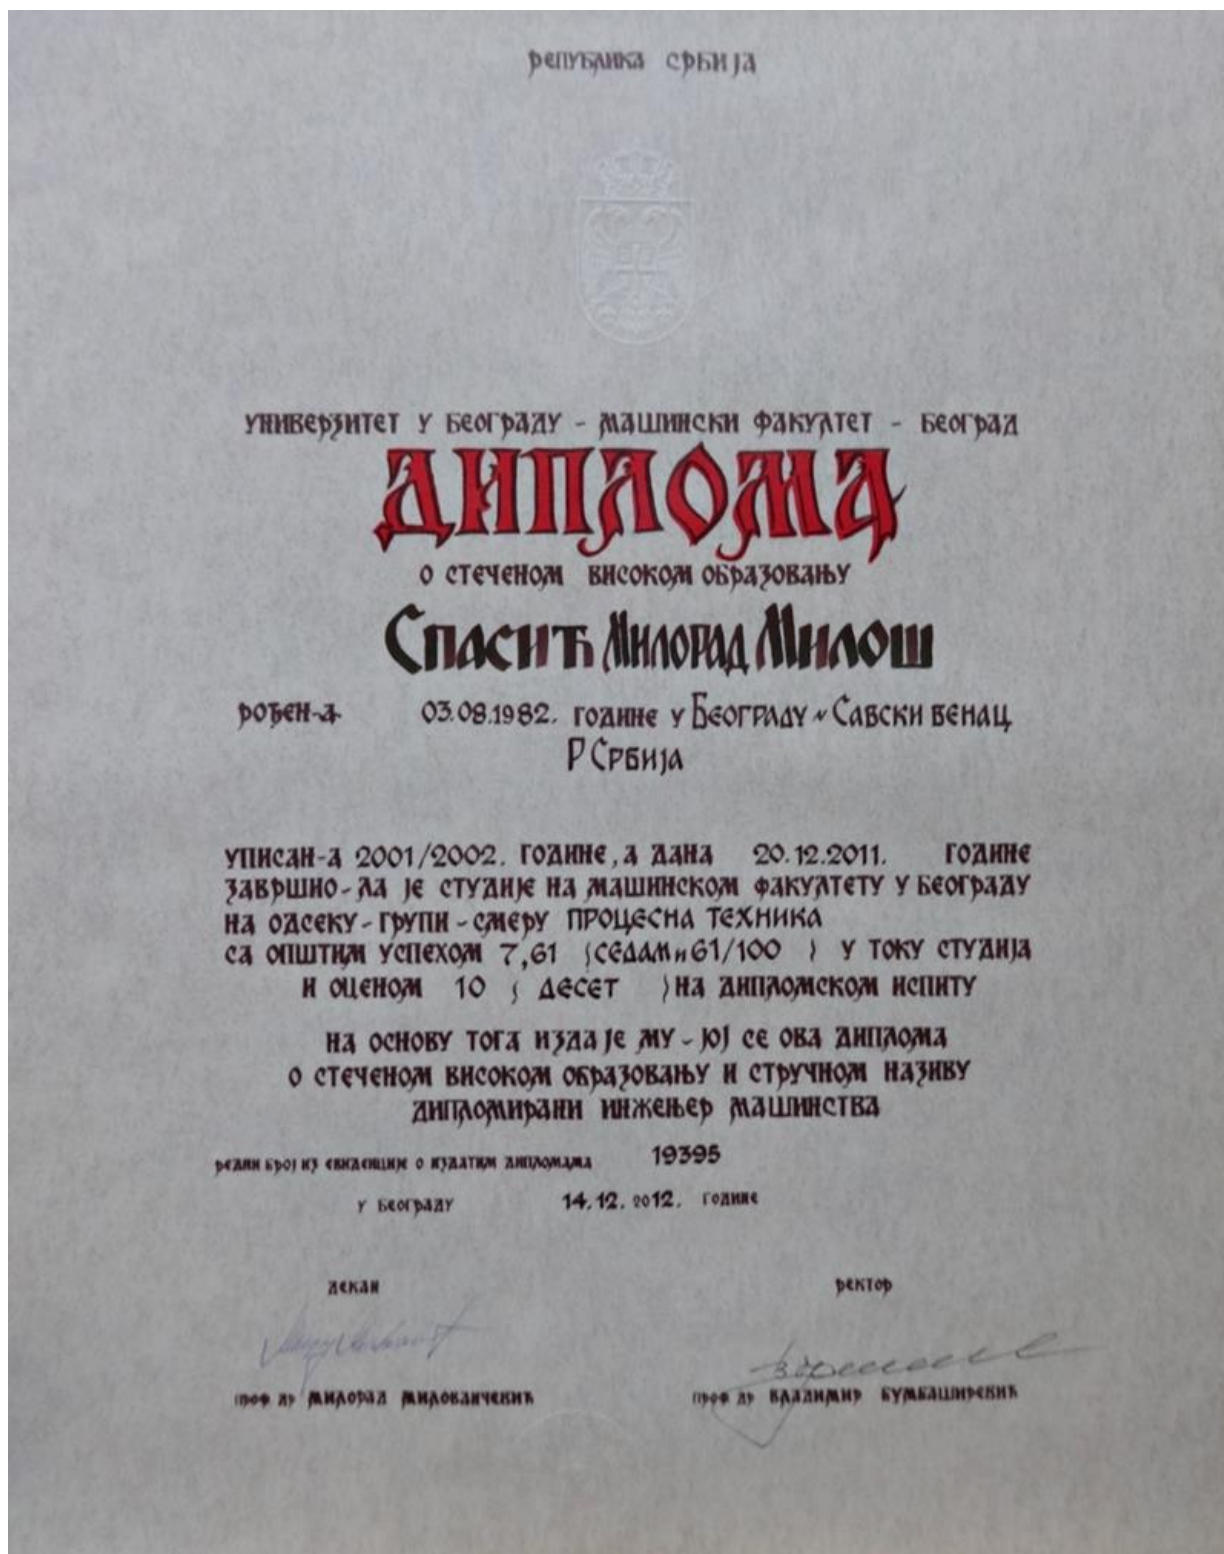 РЕПУБЛИКА СРБИЈА
УНИВЕРЗИТЕТ У БЕОГРАДУ - МАШИНСКИ ФАКУЛТЕТ - БЕОГРАД
ДИПЛОМА
О СТЕЧЕНОМ ВИСОКОМ ОБРАЗОВАЊУ
СПАСИЋ МИЛОРАД МИЛОШ
РОЂЕН-А 03.08.1982. ГОДИНЕ У БЕОГРАДУ ~ САВСКИ ВЕНАЦ
Р СРБИЈА
УПИСАН-А 2001/2002. ГОДИНЕ, А ДАНА 20.12.2011. ГОДИНЕ
ЗАВРШИО-ЛА ЈЕ СТУДИЈЕ НА МАШИНСКОМ ФАКУЛТЕТУ У БЕОГРАДУ
НА ОДСЕКУ-ГРУПИ-СМЕРУ ПРОЦЕСНА ТЕХНИКА
СА ОПШТИМ УСПЕХОМ 7,61 (СЕДАМ и 61/100 ) У ТОКУ СТУДИЈА
И ОЦЕНОМ 10 ( ДЕСЕТ ) НА ДИПЛОМСКОМ ИСПИТУ
НА ОСНОВУ ТОГА ИЗДАЈЕ МУ-ЈОЈ СЕ ОВА ДИПЛОМА
О СТЕЧЕНОМ ВИСОКОМ ОБРАЗОВАЊУ И СТРУЧНОМ НАЗИВУ
ДИПЛОМИРАНИ ИНЖЕЊЕР МАШИНСТВА
РЕДНИ БРОЈ ИЗ ЕВИДЕНЦИЈЕ О ИЗДАТИМ ДИПЛОМАМА 19395
У БЕОГРАДУ 14.12.2012. ГОДИНЕ
ДЕКАН РЕКТОР
ПРОФ ДР МИЛОРАД МИЛОВАНЧЕВИЋ ПРОФ ДР ВЛАДИМИР БУМБАШИРЕВИЋ